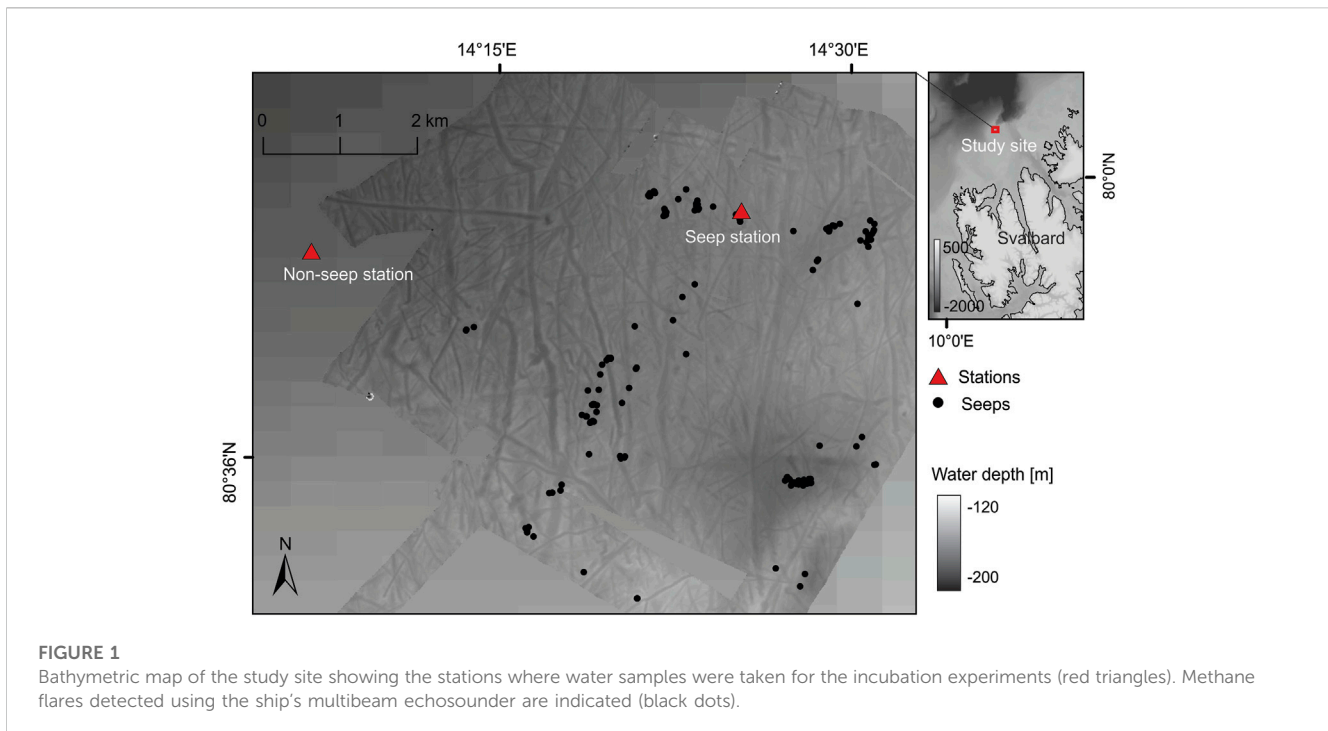 14°15'E
14°30'E
0 1 2 km
Study site
80°0'N
Seep station
Non-seep station
Svalbard
500
-2000
10°0'E
Stations
Seeps
80°36'N
Water depth [m]
-120
-200
N
FIGURE 1
Bathymetric map of the study site showing the stations where water samples were taken for the incubation experiments (red triangles). Methane
flares detected using the ship's multibeam echosounder are indicated (black dots).